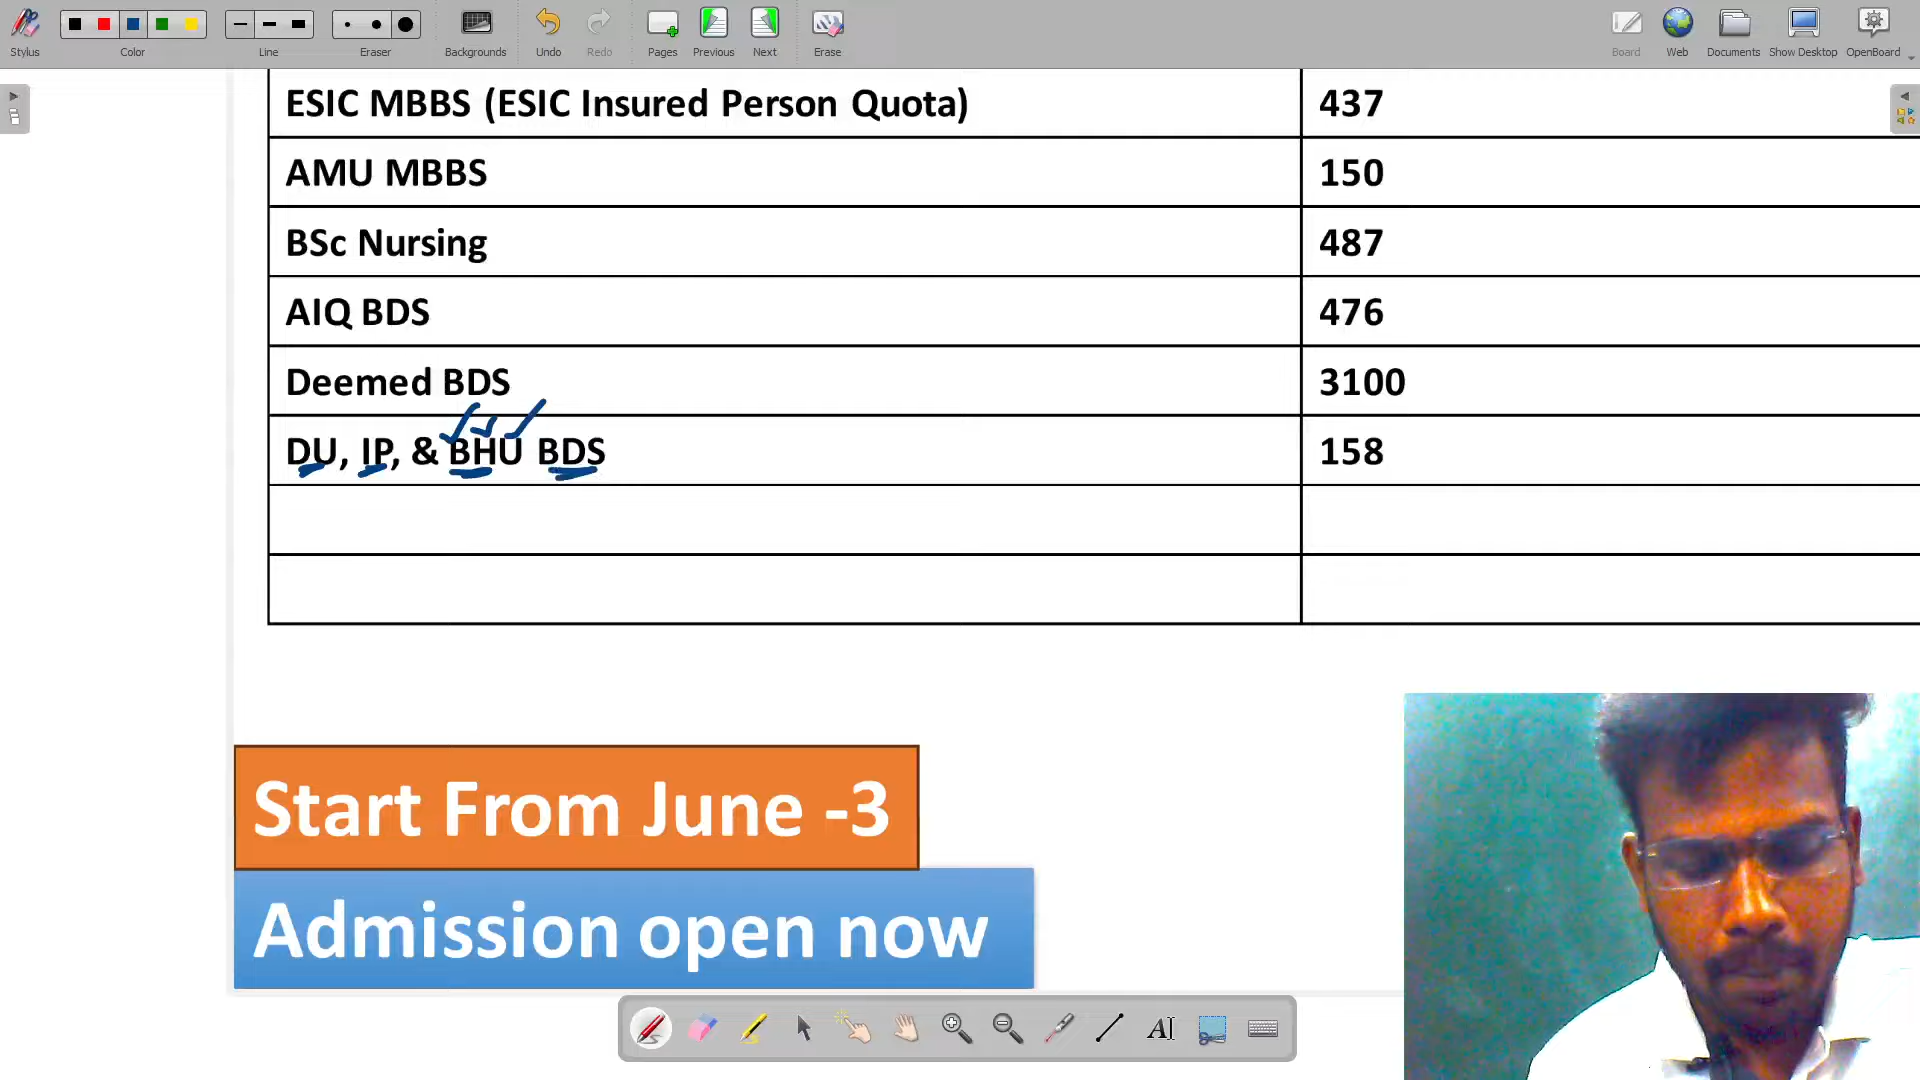 Stylus
Color
Line
Eraser
Backgrounds
Undo
Redo
Pages
Previous
Next
Erase
Board
Web
Documents
Show Desktop
OpenBoard
ESIC MBBS (ESIC Insured Person Quota) 437
AMU MBBS 150
BSc Nursing 487
AIQ BDS 476
Deemed BDS 3100
DU, IP, & BHU BDS 158
Start From June -3
Admission open now